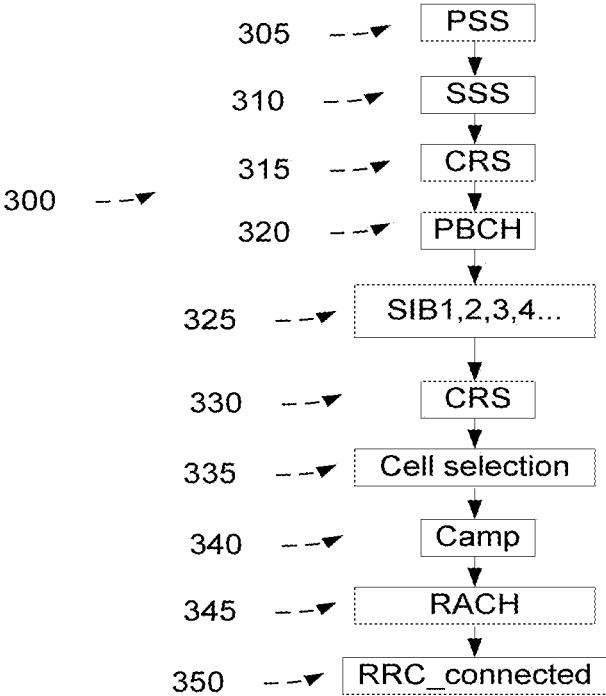 305 PSS
310 SSS
315 CRS
300
320 PBCH
325 SIB1,2,3,4...
330 CRS
335 Cell selection
340 Camp
345 RACH
350 RRC_connected